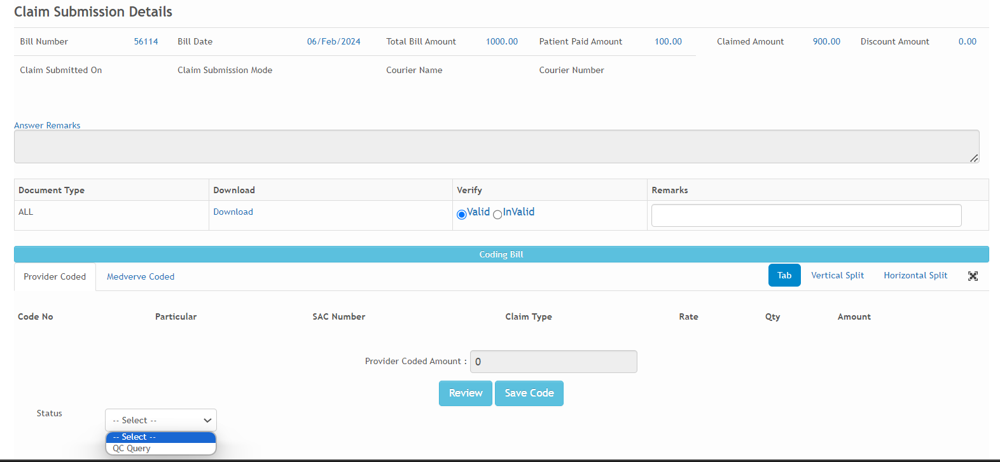 Claim Submission Details
Bill Number 56114 Bill Date 06/Feb/2024 Total Bill Amount 1000.00 Patient Paid Amount 100.00 Claimed Amount 900.00 Discount Amount 0.00
Claim Submitted On Claim Submission Mode Courier Name Courier Number
Answer Remarks
Document Type Download Verify Remarks
ALL Download Valid InValid
Coding Bill
Provider Coded Medverve Coded Tab Vertical Split Horizontal Split
Code No Particular SAC Number Claim Type Rate Qty Amount
Provider Coded Amount : 0
Review Save Code
Status -- Select --
-- Select --
QC Query